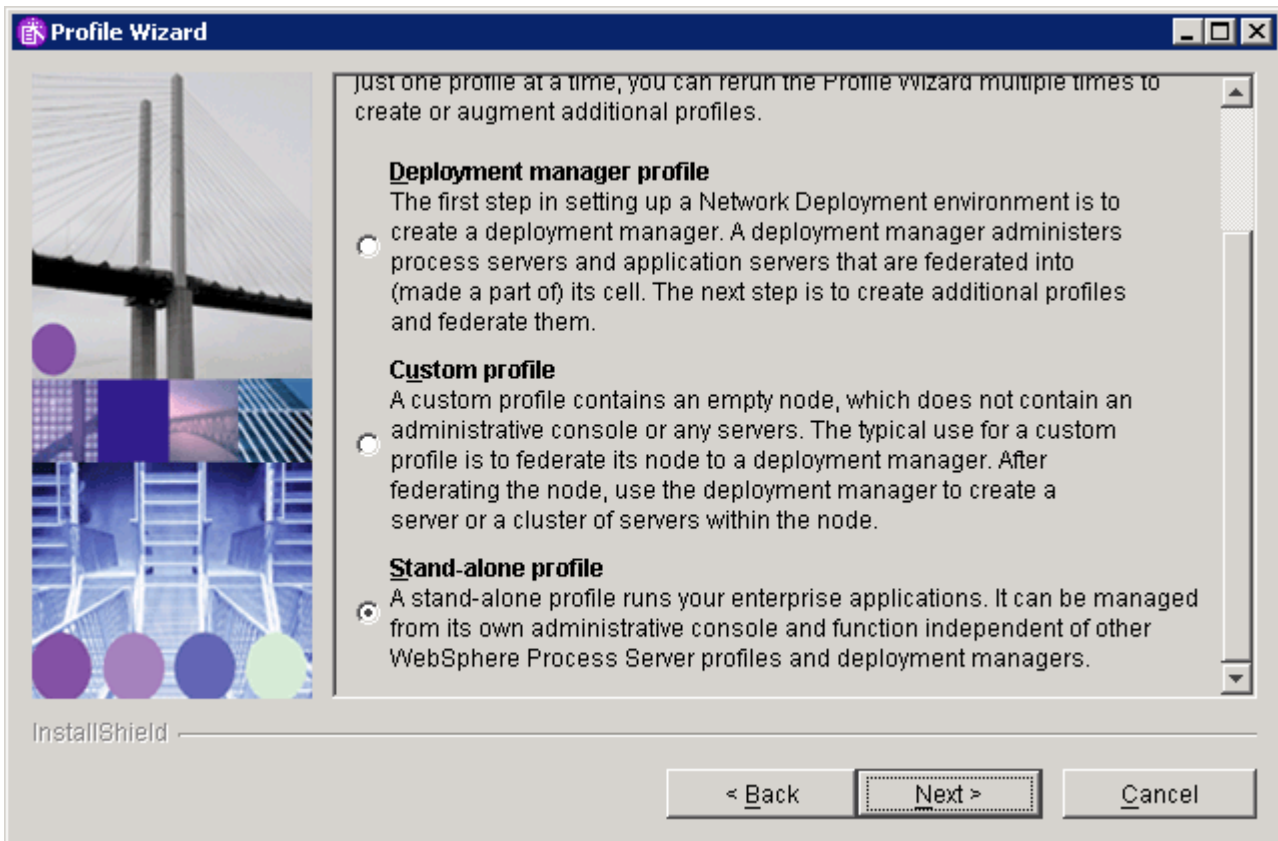 Profile Wizard
just one profile at a time, you can rerun the Profile Wizard multiple times to
create or augment additional profiles.
Deployment manager profile
The first step in setting up a Network Deployment environment is to
create a deployment manager. A deployment manager administers
process servers and application servers that are federated into
(made a part of) its cell. The next step is to create additional profiles
and federate them.
Custom profile
A custom profile contains an empty node, which does not contain an
administrative console or any servers. The typical use for a custom
profile is to federate its node to a deployment manager. After
federating the node, use the deployment manager to create a
server or a cluster of servers within the node.
Stand-alone profile
A stand-alone profile runs your enterprise applications. It can be managed
from its own administrative console and function independent of other
WebSphere Process Server profiles and deployment managers.
InstallShield
< Back
Next >
Cancel